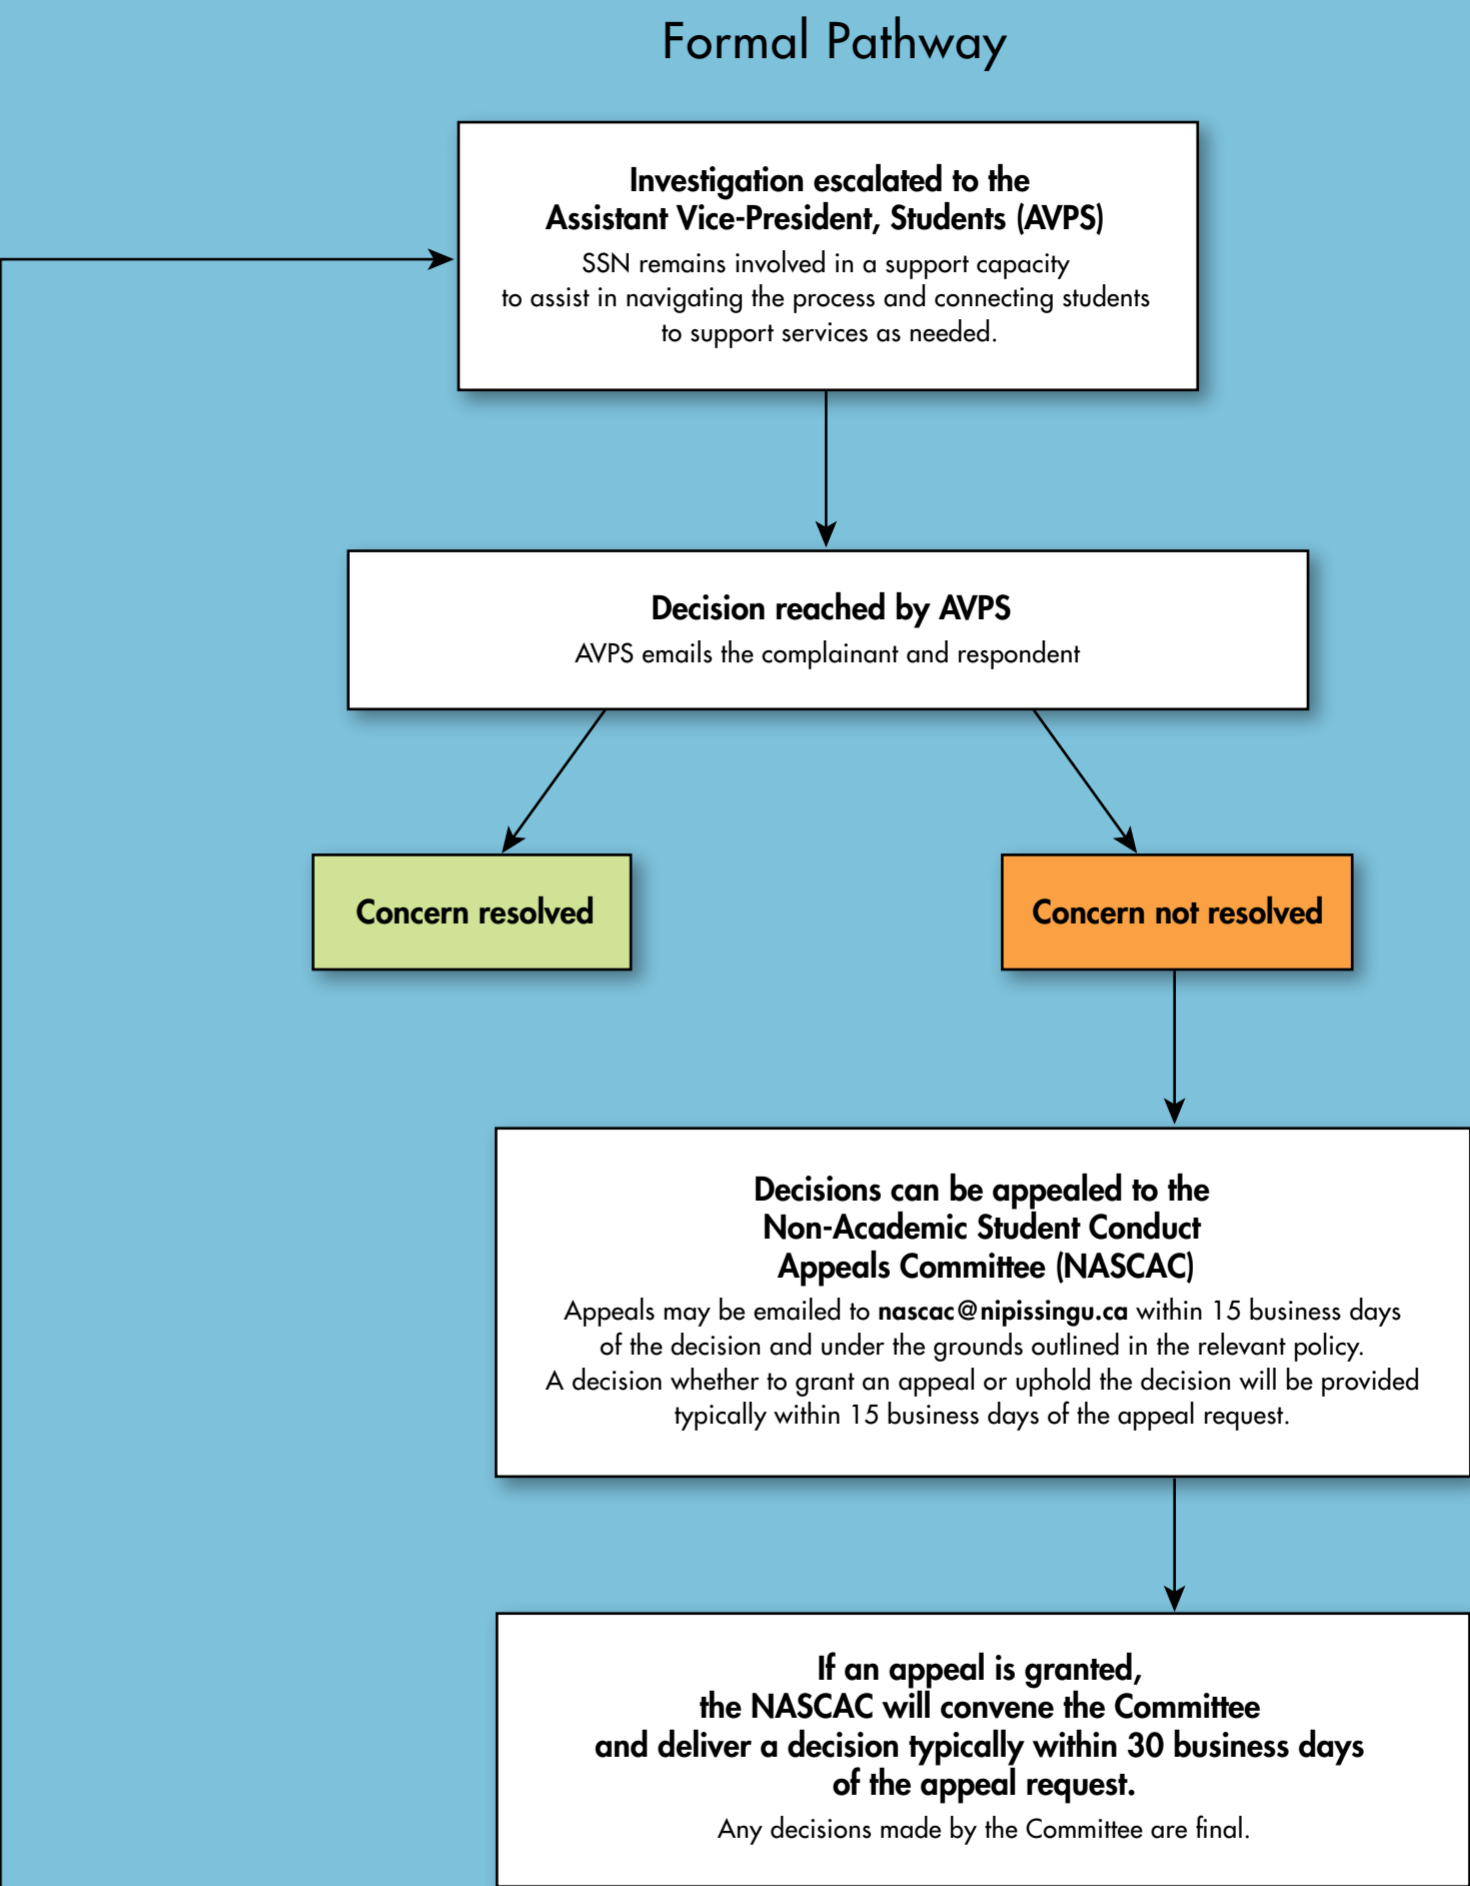 Formal Pathway
Investigation escalated to the
Assistant Vice-President, Students (AVPS)
SSN remains involved in a support capacity
to assist in navigating the process and connecting students
to support services as needed.
Decision reached by AVPS
AVPS emails the complainant and respondent
Concern resolved
Concern not resolved
Decisions can be appealed to the
Non-Academic Student Conduct
Appeals Committee (NASCAC)
Appeals may be emailed to nascac@nipissingu.ca within 15 business days
of the decision and under the grounds outlined in the relevant policy.
A decision whether to grant an appeal or uphold the decision will be provided
typically within 15 business days of the appeal request.
If an appeal is granted,
the NASCAC will convene the Committee
and deliver a decision typically within 30 business days
of the appeal request.
Any decisions made by the Committee are final.